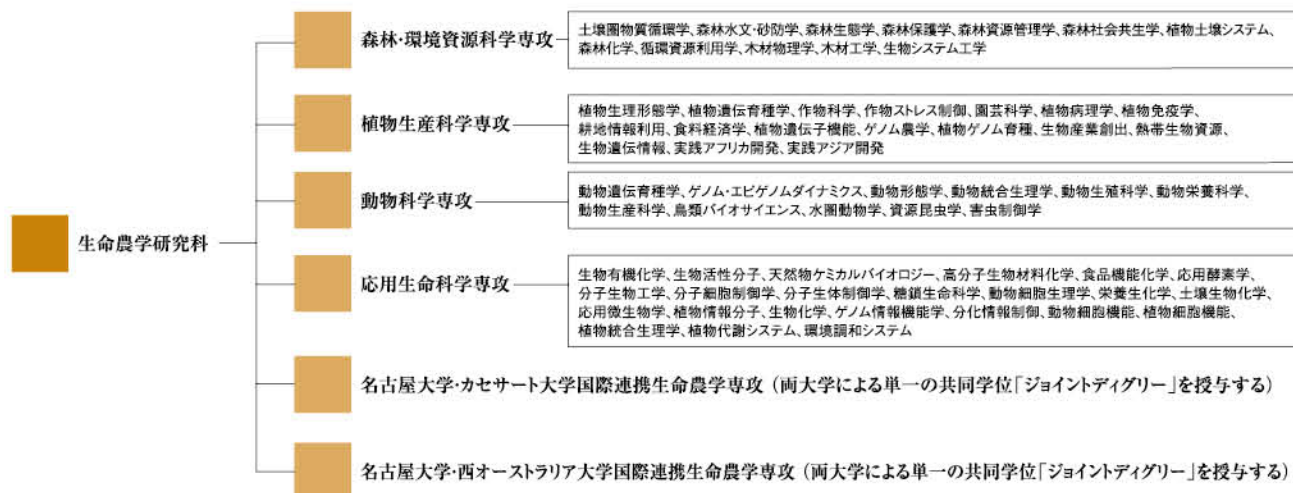 森林・環境資源科学専攻
土壌圏物質循環学、森林水文・砂防学、森林生態学、森林保護学、森林資源管理学、森林社会共生学、植物土壌システム、
森林化学、循環資源利用学、木材物理学、木材工学、生物システム工学
植物生産科学専攻
植物生理形態学、植物遺伝育種学、作物科学、作物ストレス制御、園芸科学、植物病理学、植物免疫学、
耕地情報利用、食料経済学、植物遺伝子機能、ゲノム農学、植物ゲノム育種、生物産業創出、熱帯生物資源、
生物遺伝情報、実践アフリカ開発、実践アジア開発
動物科学専攻
動物遺伝育種学、ゲノム・エピゲノムダイナミクス、動物形態学、動物統合生理学、動物生殖科学、動物栄養科学、
動物生産科学、鳥類バイオサイエンス、水圏動物学、資源昆虫学、害虫制御学
生命農学研究科
応用生命科学専攻
生物有機化学、生物活性分子、天然物ケミカルバイオロジー、高分子生物材料化学、食品機能化学、応用酵素学、
分子生物工学、分子細胞制御学、分子生体制御学、糖鎖生命科学、動物細胞生理学、栄養生化学、土壌生物化学、
応用微生物学、植物情報分子、生物化学、ゲノム情報機能学、分化情報制御、動物細胞機能、植物細胞機能、
植物統合生理学、植物代謝システム、環境調和システム
名古屋大学・カセサート大学国際連携生命農学専攻（両大学による単一の共同学位「ジョイントディグリー」を授与する）
名古屋大学・西オーストラリア大学国際連携生命農学専攻（両大学による単一の共同学位「ジョイントディグリー」を授与する）